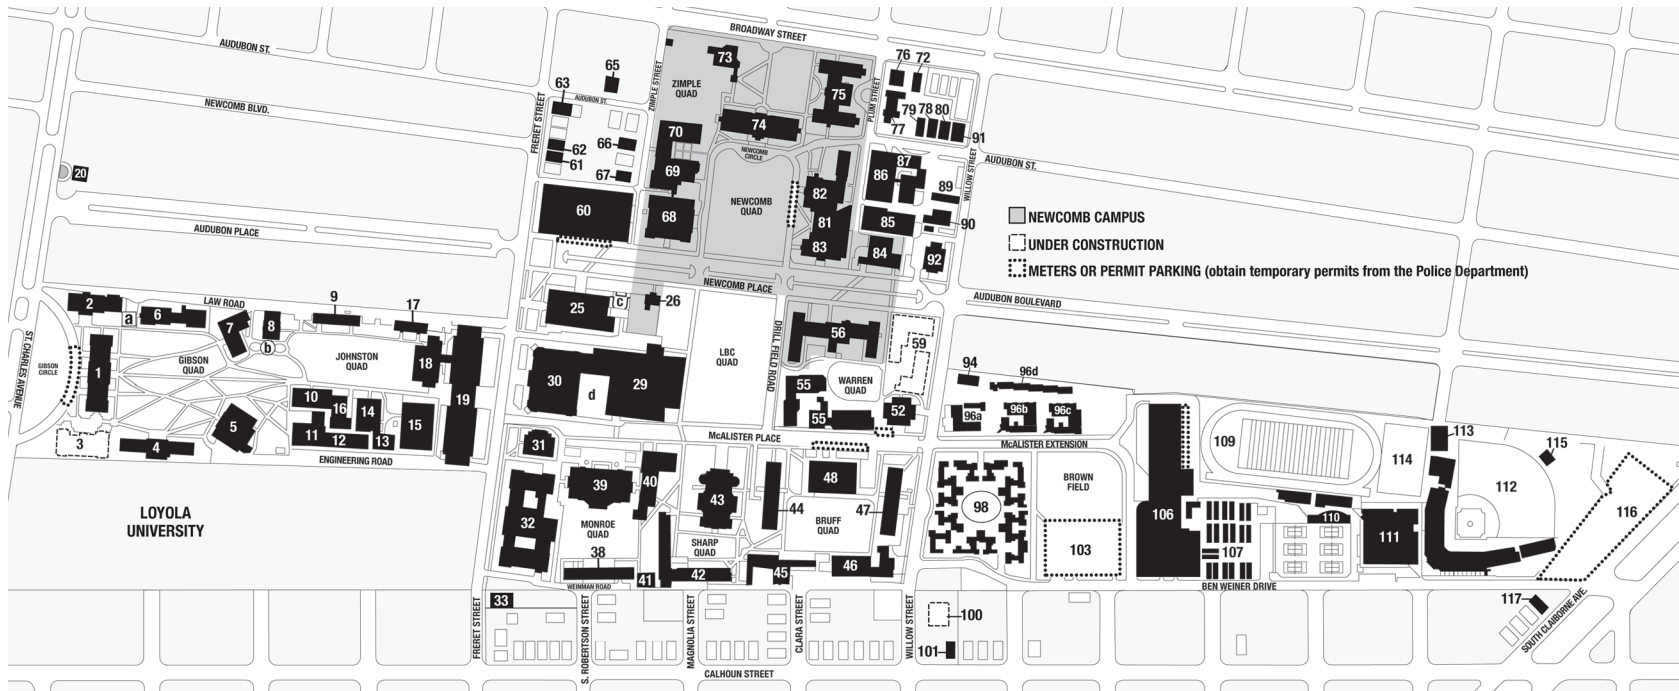 BROADWAY STREET
AUDUBON ST.
65
73
76
72
63
ZIMPLE STREET
ZIMPLE
QUAD
AUDUBON ST.
NEWCOMB BLVD.
FRERET STREET
75
PLUM STREET
79
78
80
77
91
70
74
62
61
66
NEWCOMB
CIRCLE
87
86
AUDUBON ST.
WILLOW STREET
20
67
69
82
89
60
68
NEWCOMB
QUAD
81
85
90
NEWCOMB CAMPUS
AUDUBON PLACE
83
84
92
UNDER CONSTRUCTION
METERS OR PERMIT PARKING (obtain temporary permits from the Police Department)
NEWCOMB PLACE
AUDUBON BOULEVARD
2
LAW ROAD
9
17
25
c
26
a
6
7
8
b
ST. CHARLES AVENUE
GIBSON
CIRCLE
1
GIBSON
QUAD
JOHNSTON
QUAD
18
19
30
d
29
LBC
QUAD
DRILL FIELD ROAD
56
59
WARREN
QUAD
55
55
52
94
96d
96a
96b
96c
10
16
14
15
11
12
13
5
3
4
ENGINEERING ROAD
McALISTER PLACE
McALISTER EXTENSION
31
39
40
43
44
48
47
98
BROWN
FIELD
109
114
113
115
112
116
LOYOLA
UNIVERSITY
32
MONROE
QUAD
38
SHARP
QUAD
BRUFF
QUAD
103
106
107
110
111
41
42
45
46
WEINMAN ROAD
BEN WEINER DRIVE
33
FRERET STREET
S. ROBERTSON STREET
MAGNOLIA STREET
CLARA STREET
WILLOW STREET
100
101
117
SOUTH CLAIBORNE AVE.
CALHOUN STREET